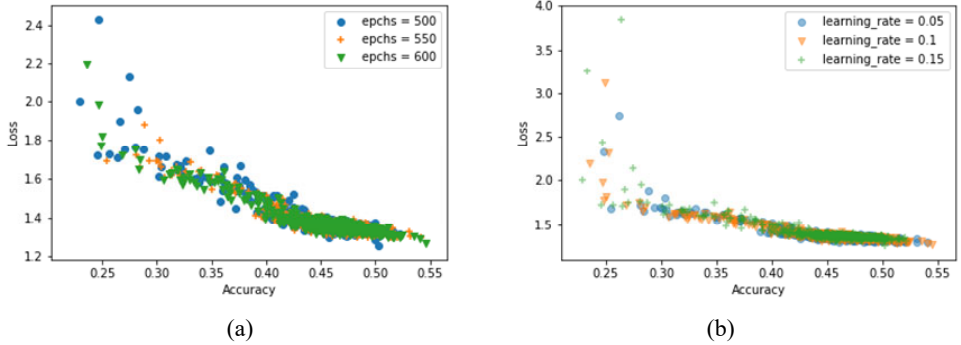 2.4
2.2
2.0
1.8
1.6
1.4
1.2
Loss
0.25 0.30 0.35 0.40 0.45 0.50 0.55
Accuracy
epchs = 500
epchs = 550
epchs = 600
(a)
4.0
3.5
3.0
2.5
2.0
1.5
Loss
0.25 0.30 0.35 0.40 0.45 0.50 0.55
Accuracy
learning_rate = 0.05
learning_rate = 0.1
learning_rate = 0.15
(b)